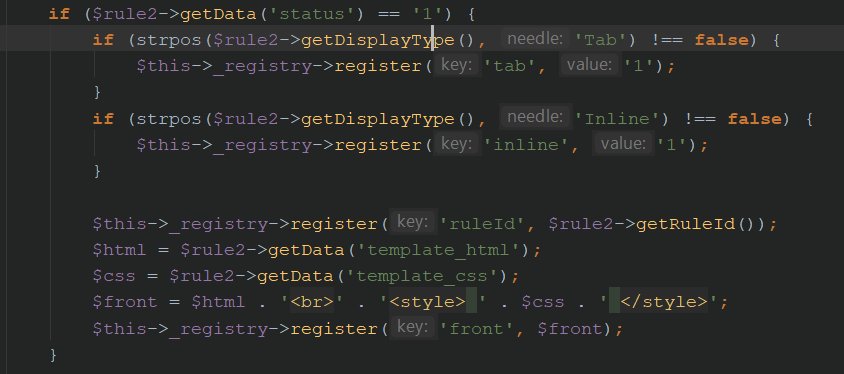 if ($rule2->getData('status') == '1') {
if (strpos($rule2->getDisplayType(), needle: 'Tab') !== false) {
$this->_registry->register( key: 'tab', value: '1');
}
if (strpos($rule2->getDisplayType(), needle: 'Inline') !== false) {
$this->_registry->register( key: 'inline', value: '1');
}
$this->_registry->register( key: 'ruleId', $rule2->getRuleId());
$html = $rule2->getData('template_html');
$css = $rule2->getData('template_css');
$front = $html . '<br>' . '<style> ' . $css . ' </style>';
$this->_registry->register( key: 'front', $front);
}